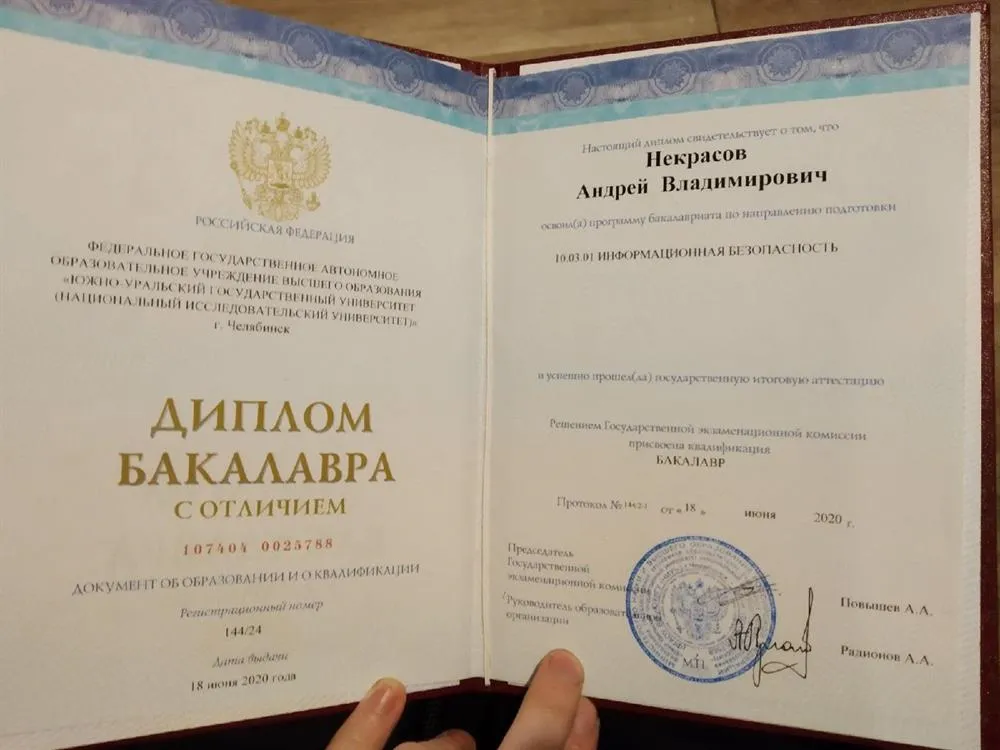 РОССИЙСКАЯ ФЕДЕРАЦИЯ
ФЕДЕРАЛЬНОЕ ГОСУДАРСТВЕННОЕ АВТОНОМНОЕ
ОБРАЗОВАТЕЛЬНОЕ УЧРЕЖДЕНИЕ ВЫСШЕГО ОБРАЗОВАНИЯ
«ЮЖНО-УРАЛЬСКИЙ ГОСУДАРСТВЕННЫЙ УНИВЕРСИТЕТ
(НАЦИОНАЛЬНЫЙ ИССЛЕДОВАТЕЛЬСКИЙ УНИВЕРСИТЕТ)»
г. Челябинск
ДИПЛОМ
БАКАЛАВРА
С ОТЛИЧИЕМ
107404 0025788
ДОКУМЕНТ ОБ ОБРАЗОВАНИИ И О КВАЛИФИКАЦИИ
Регистрационный номер
144/24
Дата выдачи
18 июня 2020 года
Настоящий диплом свидетельствует о том, что
Некрасов
Андрей Владимирович
освоил(а) программу бакалавриата по направлению подготовки
10.03.01 ИНФОРМАЦИОННАЯ БЕЗОПАСНОСТЬ
и успешно прошел(ла) государственную итоговую аттестацию
Решением Государственной экзаменационной комиссии
присвоена квалификация
БАКАЛАВР
Протокол № от « 18 » июня 2020 г.
Председатель
Государственной
экзаменационной
Руководитель
организации
М.П.
Повышев А.А.
Радионов А.А.